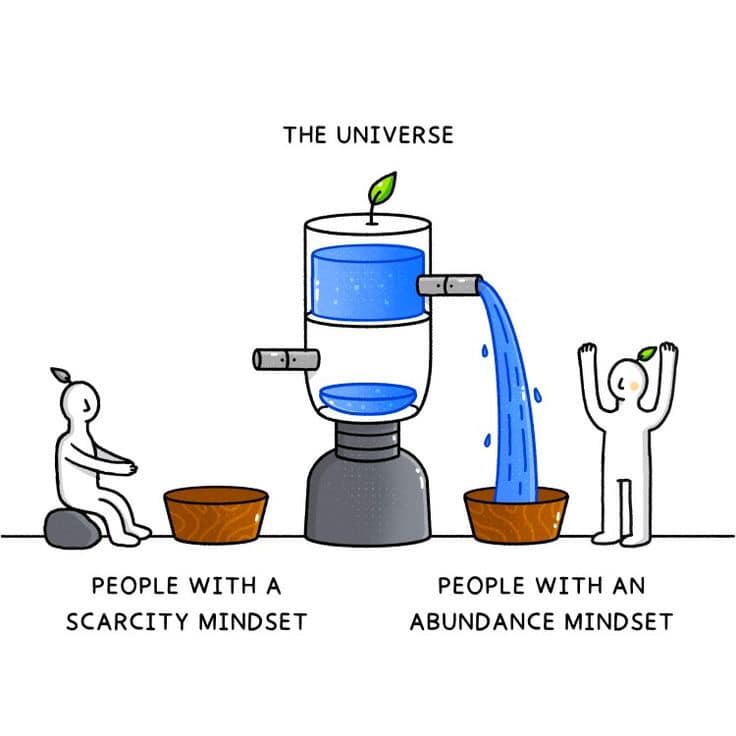 THE UNIVERSE
PEOPLE WITH A
SCARCITY MINDSET
PEOPLE WITH AN
ABUNDANCE MINDSET